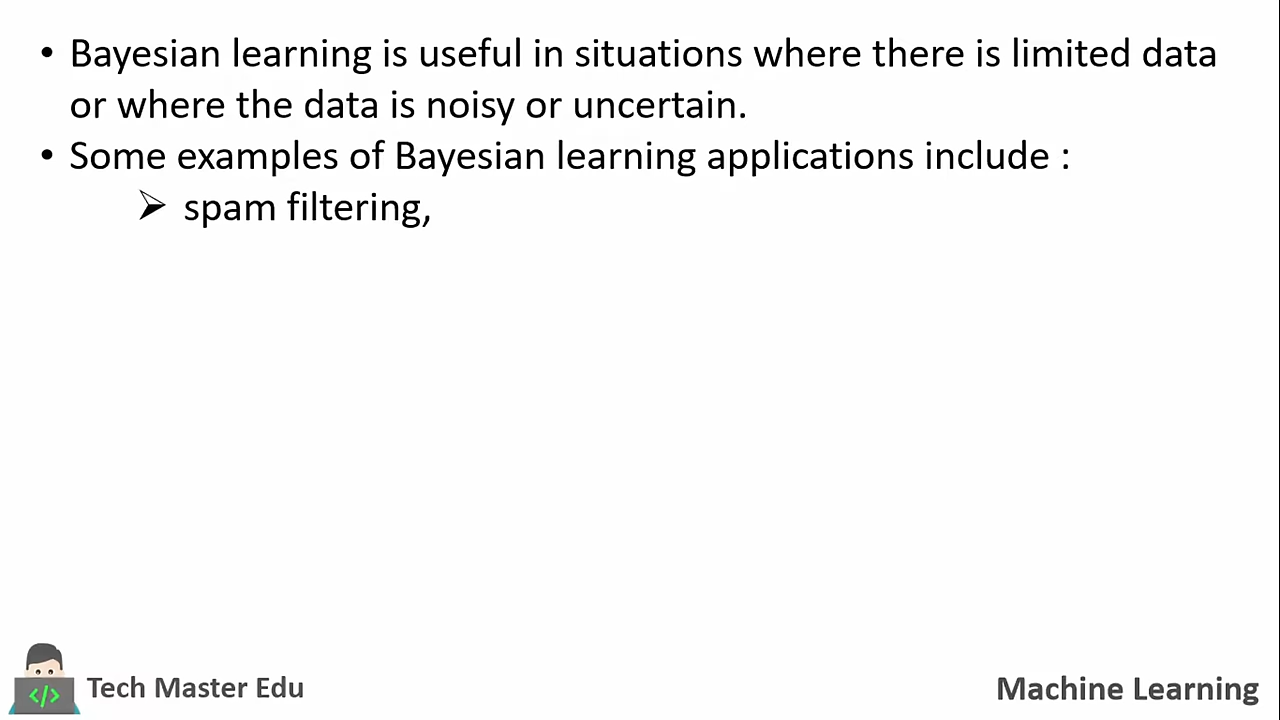 • Bayesian learning is useful in situations where there is limited data
or where the data is noisy or uncertain.
• Some examples of Bayesian learning applications include :
➢ spam filtering,
</>
Tech Master Edu
Machine Learning